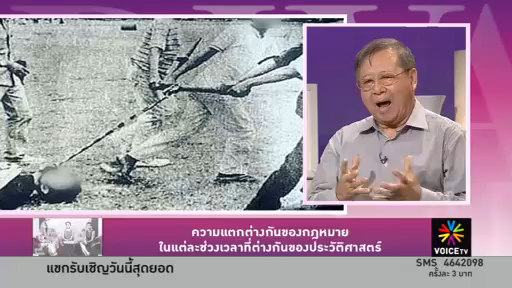 ความแตกต่างกันของกฎหมาย
ในแต่ละช่วงเวลาที่ต่างกันของประวัติศาสตร์
VOICETV
แขกรับเชิญวันนี้สุดยอด
SMS 4642098
ครั้งละ 3 บาท